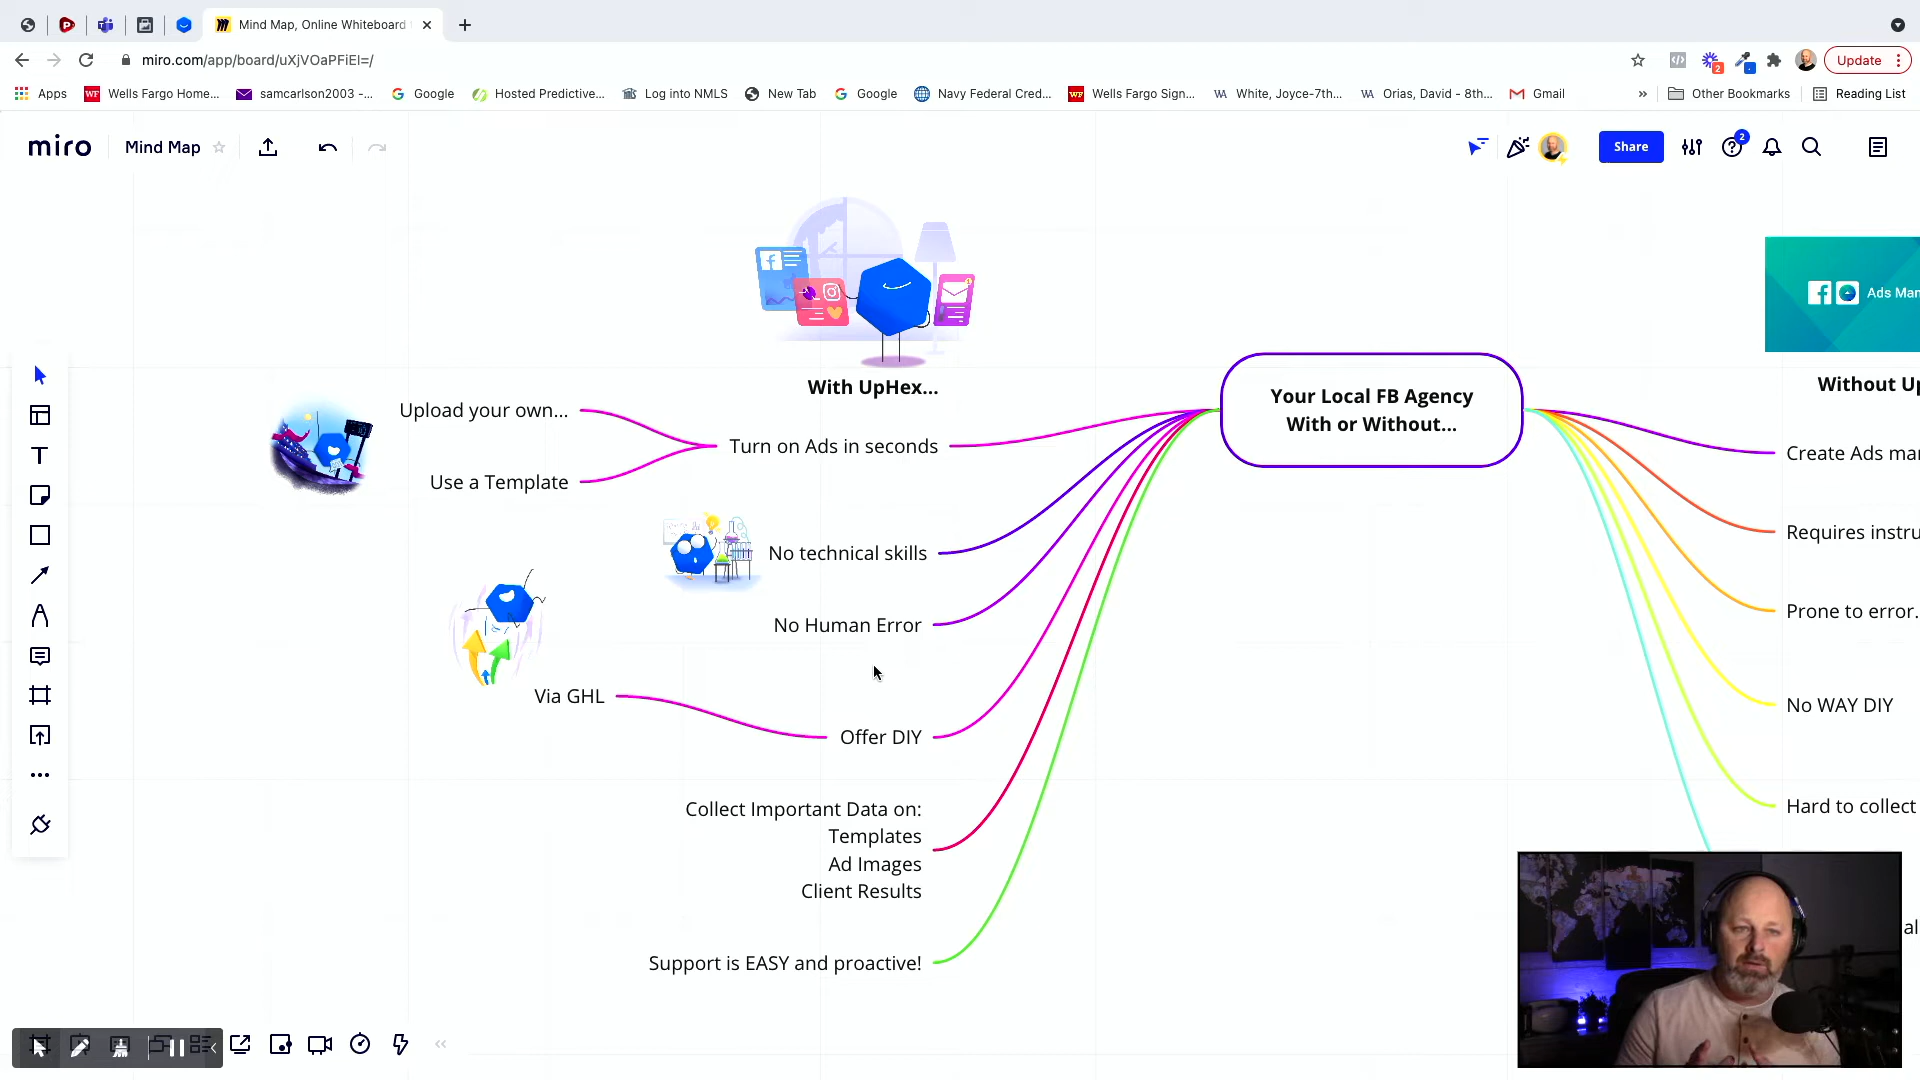 Mind Map, Online Whiteboard
miro.com/app/board/uXjVOaPFiEI=/
Update
2
Apps
WF
Wells Fargo Home...
samcarlson2003 -...
Google
Hosted Predictive...
Log into NMLS
New Tab
Google
Navy Federal Cred...
WF
Wells Fargo Sign...
White, Joyce-7th...
Orias, David - 8th...
Gmail
Other Bookmarks
Reading List
miro
Mind Map
Share
2
Ads Man
With UpHex...
Without Up
Your Local FB Agency
With or Without...
Upload your own...
Turn on Ads in seconds
Use a Template
Create Ads man
No technical skills
Requires instru
No Human Error
Prone to error.
Via GHL
Offer DIY
No WAY DIY
Collect Important Data on:
Templates
Ad Images
Client Results
Hard to collect
Support is EASY and proactive!
al